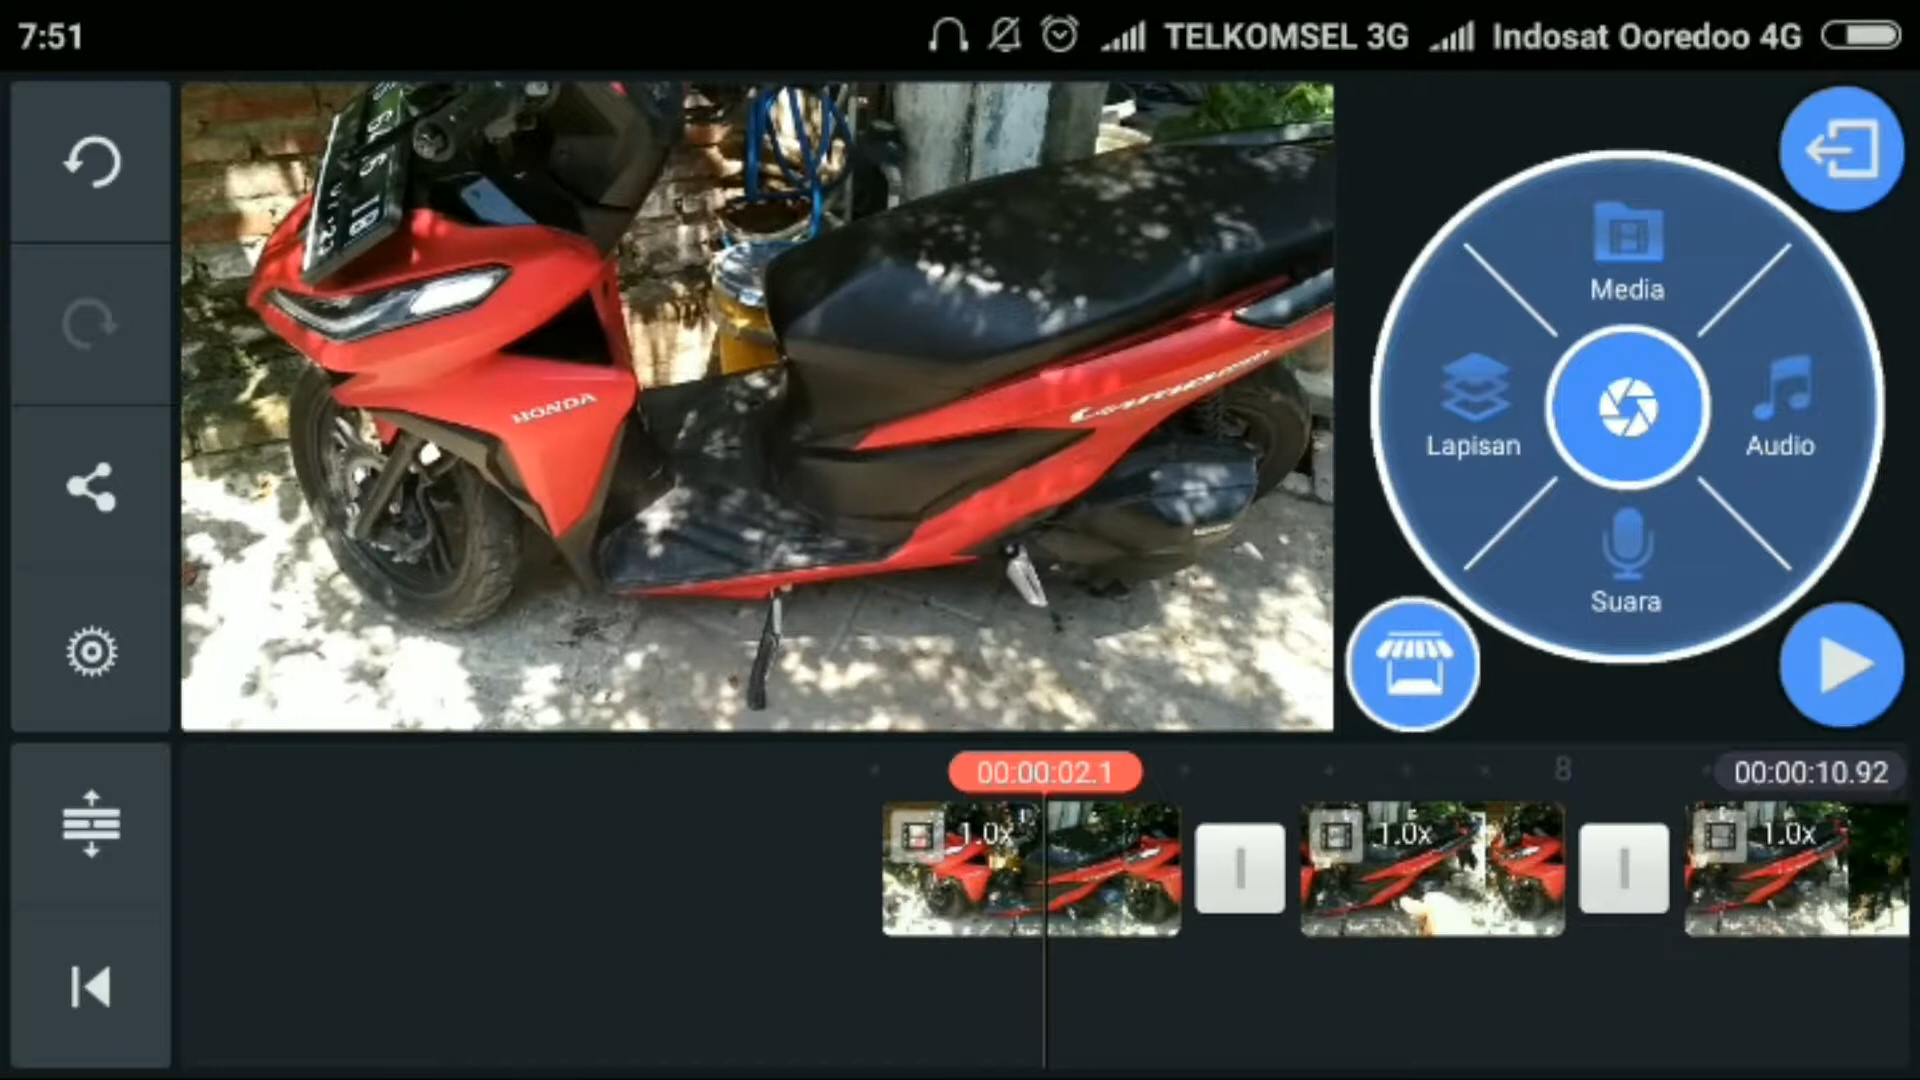 7:51
TELKOMSEL 3G
Indosat Ooredoo 4G
HONDA
Media
Lapisan
Audio
Suara
00:00:02.1
8
00:00:10.92
1.0x
1.0x
1.0x